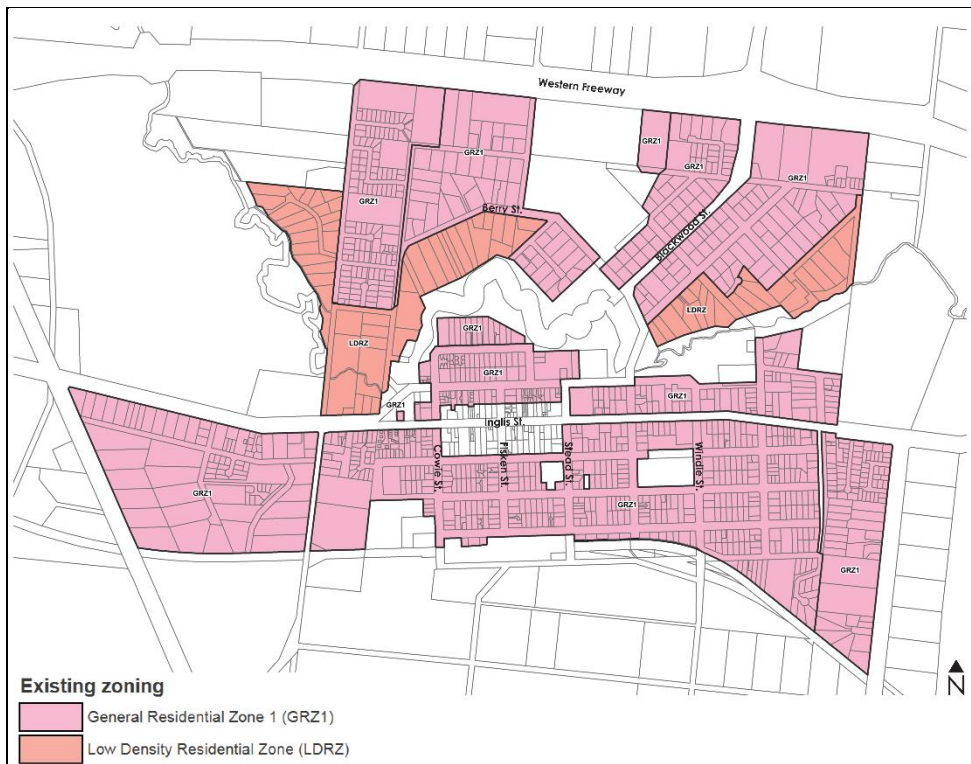 Western Freeway
GRZ1
GRZ1
GRZ1
GRZ1
GRZ1
Berry St.
Blackwood St.
LDRZ
LDRZ
GRZ1
GRZ1
GRZ1
GRZ1
Inglis St.
Cowie St.
Fisken St.
Stead St.
Windle St.
GRZ1
GRZ1
GRZ1
N
Existing zoning
General Residential Zone 1 (GRZ1)
Low Density Residential Zone (LDRZ)